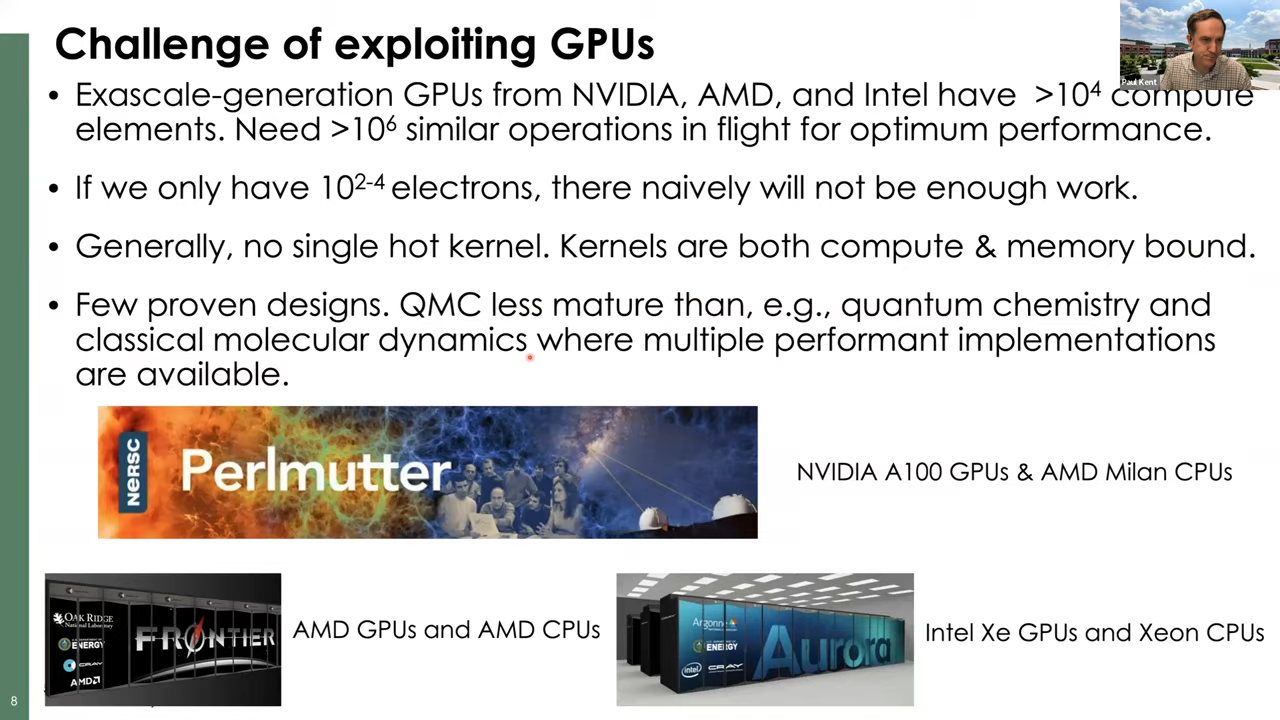 Challenge of exploiting GPUs
Paul Kent
• Exascale-generation GPUs from NVIDIA, AMD, and Intel have >10⁴ compute
elements. Need >10⁶ similar operations in flight for optimum performance.
• If we only have 10²⁻⁴ electrons, there naively will not be enough work.
• Generally, no single hot kernel. Kernels are both compute & memory bound.
• Few proven designs. QMC less mature than, e.g., quantum chemistry and
classical molecular dynamics where multiple performant implementations
are available.
NERSC
Perlmutter
NVIDIA A100 GPUs & AMD Milan CPUs
OAK RIDGE
National Laboratory
ENERGY
CRAY
AMD
FRONTIER
AMD GPUs and AMD CPUs
Argonne
ENERGY
intel
CRAY
Aurora
Intel Xe GPUs and Xeon CPUs
8